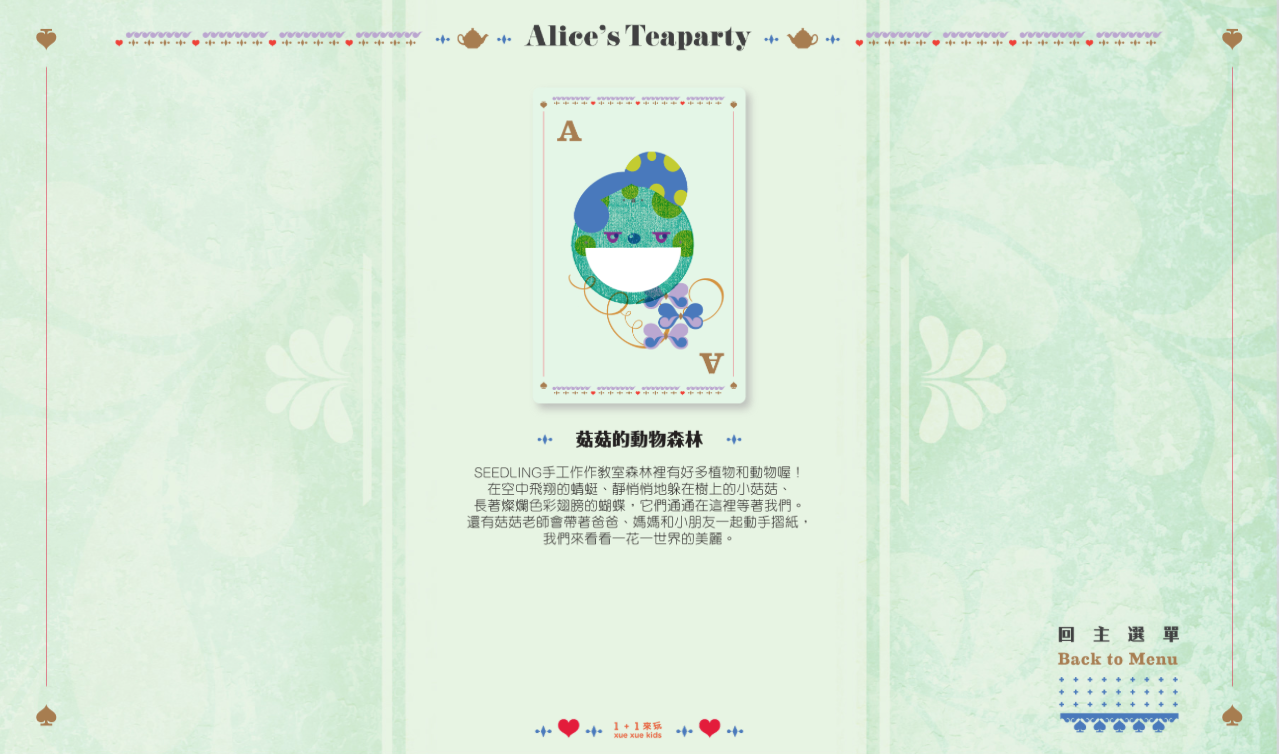 Alice's Teaparty
A
A
菇菇的動物森林
SEEDLING手工作作教室森林裡有好多植物和動物喔！
在空中飛翔的蜻蜓、靜悄悄地躲在樹上的小菇菇、
長著燦爛色彩翅膀的蝴蝶，它們通通在這裡等著我們。
還有菇菇老師會帶著爸爸、媽媽和小朋友一起動手摺紙，
我們來看看一花一世界的美麗。
回主選單
Back to Menu
1 + 1 來玩
xue xue kids